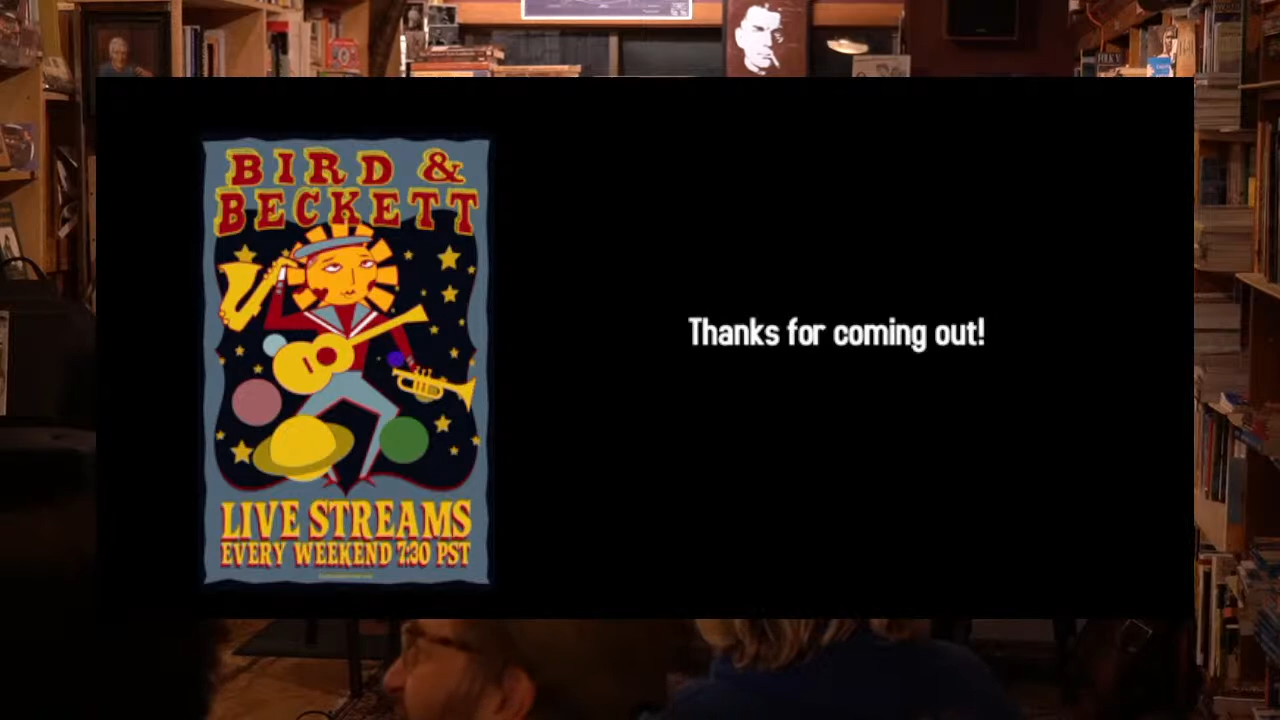 BIRD &
BECKETT
LIVE STREAMS
EVERY WEEKEND 7:30 PST
Thanks for coming out!